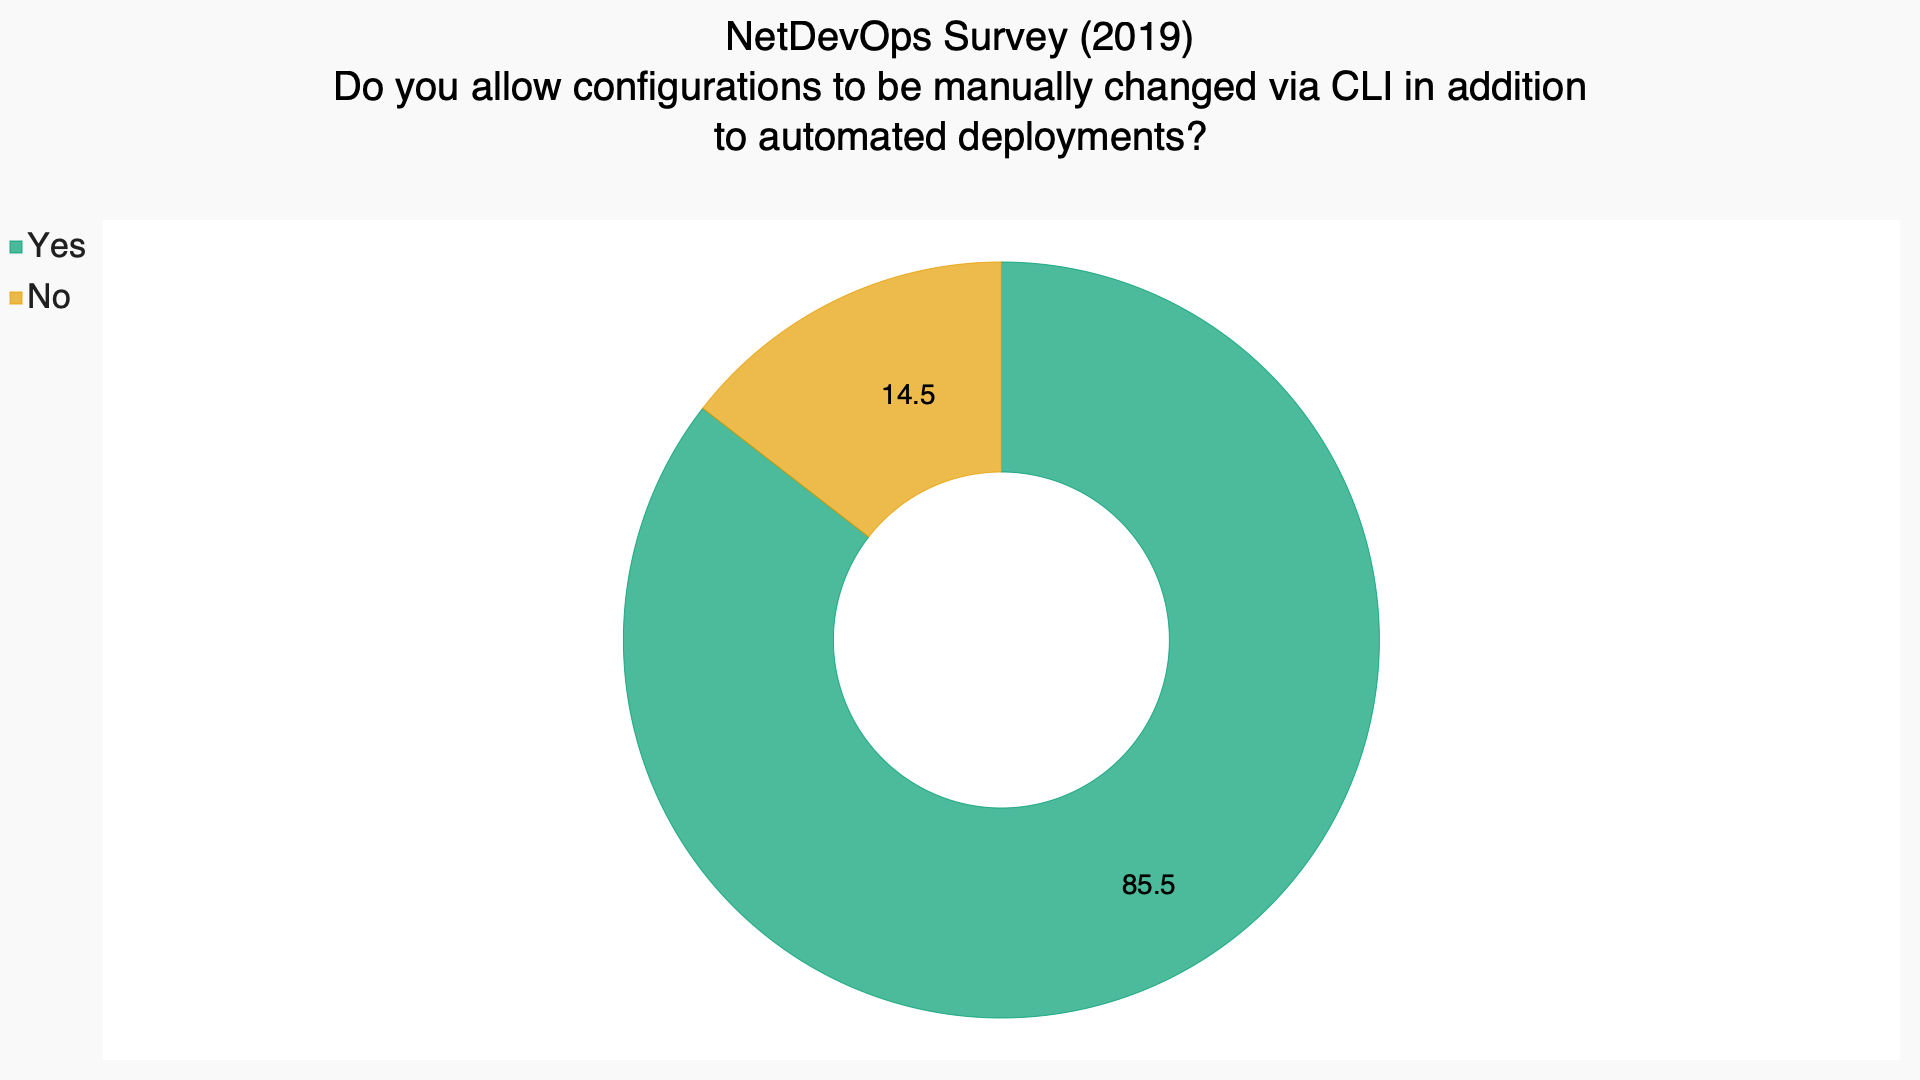 NetDevOps Survey (2019)
Do you allow configurations to be manually changed via CLI in addition
to automated deployments?
Yes
No
14.5
85.5